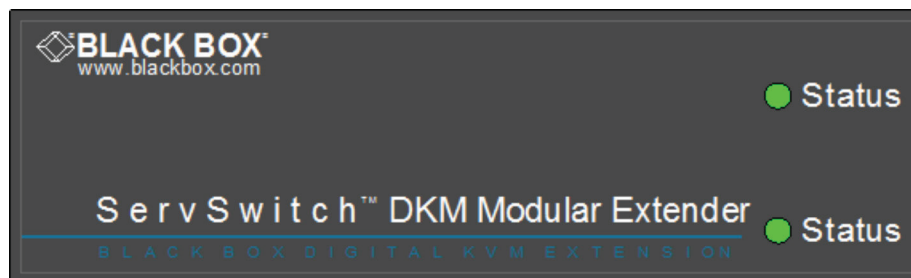 BLACK BOX®
www.blackbox.com
Status
ServSwitch™ DKM Modular Extender
Status
BLACK BOX DIGITAL KVM EXTENSION